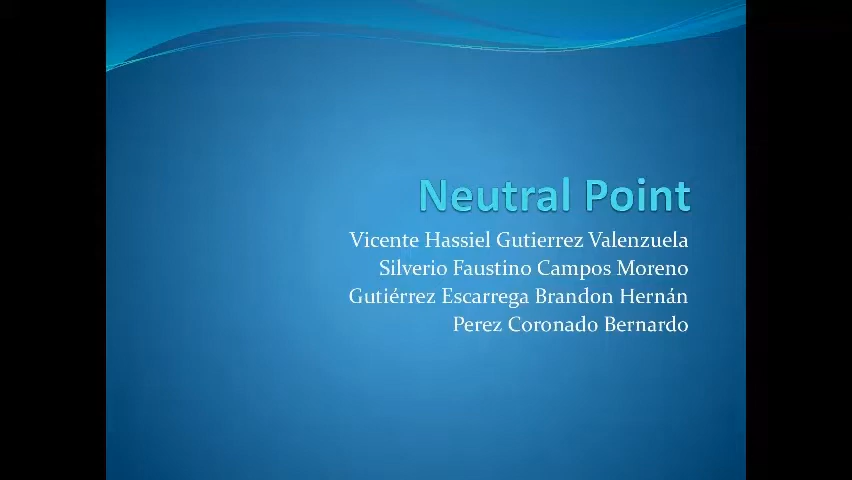 Neutral Point
Vicente Hassiel Gutierrez Valenzuela
Silverio Faustino Campos Moreno
Gutiérrez Escarrega Brandon Hernán
Perez Coronado Bernardo